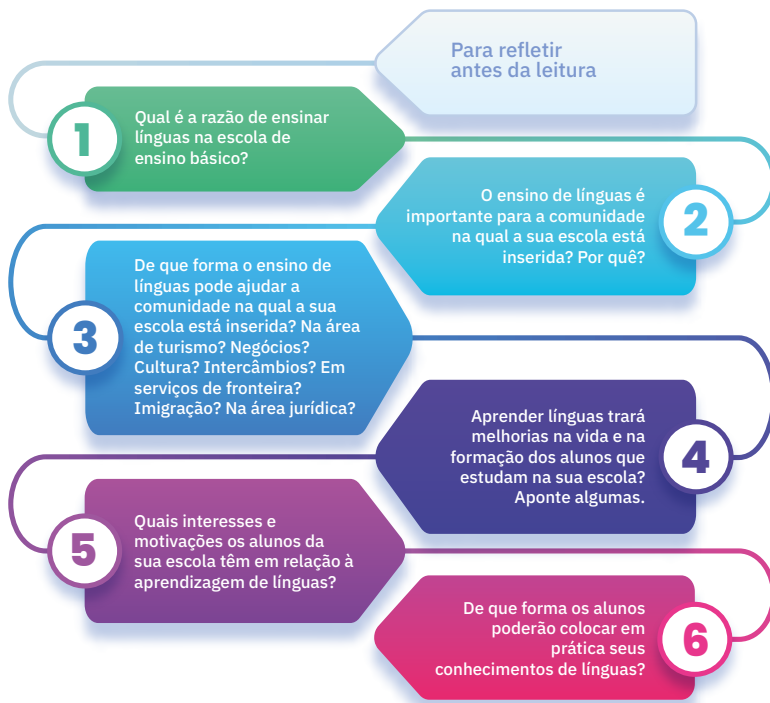 Para refletir
antes da leitura
1
Qual é a razão de ensinar
línguas na escola de
ensino básico?
2
O ensino de línguas é
importante para a comunidade
na qual a sua escola está
inserida? Por quê?
3
De que forma o ensino de
línguas pode ajudar a
comunidade na qual a sua
escola está inserida? Na área
de turismo? Negócios?
Cultura? Intercâmbios? Em
serviços de fronteira?
Imigração? Na área jurídica?
4
Aprender línguas trará
melhorias na vida e na
formação dos alunos que
estudam na sua escola?
Aponte algumas.
5
Quais interesses e
motivações os alunos da
sua escola têm em relação à
aprendizagem de línguas?
6
De que forma os alunos
poderão colocar em
prática seus
conhecimentos de línguas?